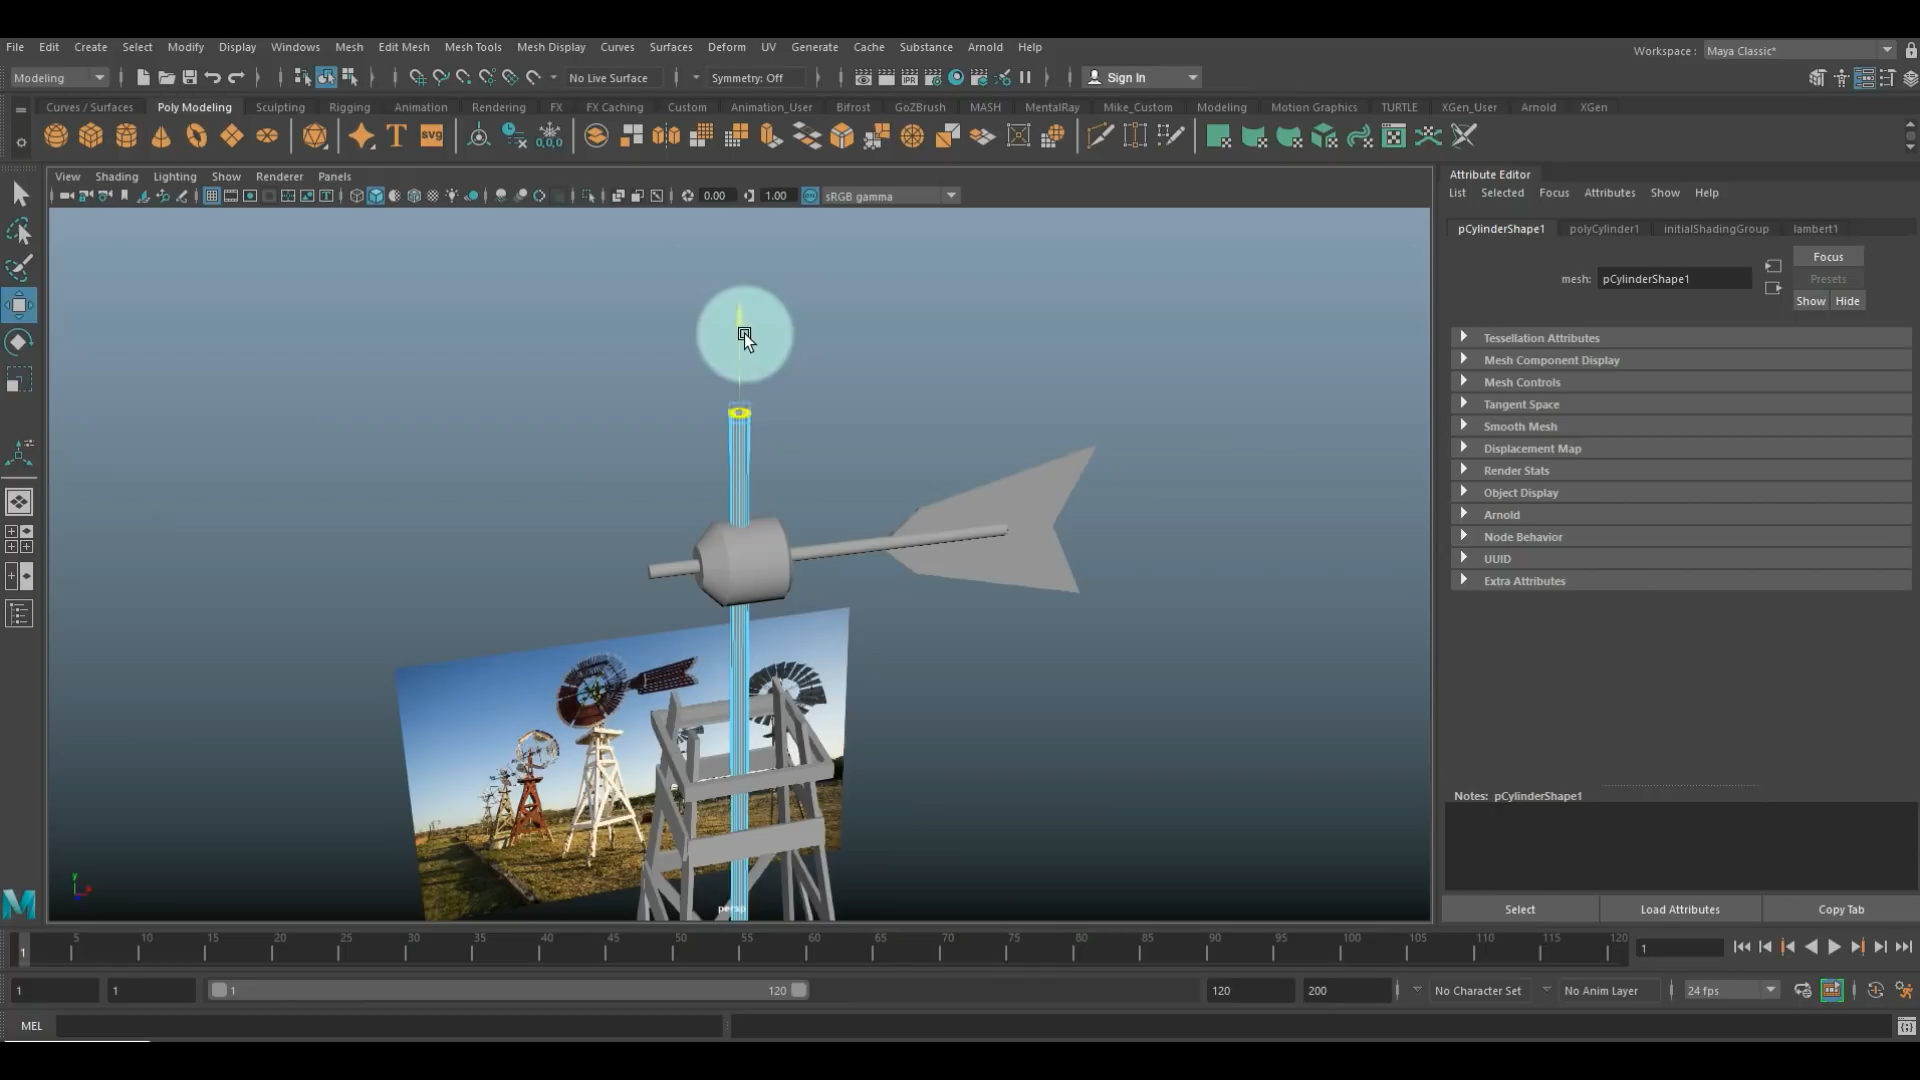 File Edit Create Select Modify Display Windows Mesh Edit Mesh Mesh Tools Mesh Display Curves Surfaces Deform UV Generate Cache Substance Arnold Help
Workspace : Maya Classic*
Modeling No Live Surface Symmetry: Off Sign In
Curves / Surfaces Poly Modeling Sculpting Rigging Animation Rendering FX FX Caching Custom Animation_User Bifrost GoZBrush MASH MentalRay Mike_Custom Modeling Motion Graphics TURTLE XGen_User Arnold XGen
T svg 0,0,0
IPR
View Shading Lighting Show Renderer Panels
0.00 1.00 sRGB gamma
persp
Attribute Editor
List Selected Focus Attributes Show Help
pCylinderShape1 polyCylinder1 initialShadingGroup lambert1
Focus
mesh: pCylinderShape1
Presets
Show Hide
Tessellation Attributes
Mesh Component Display
Mesh Controls
Tangent Space
Smooth Mesh
Displacement Map
Render Stats
Object Display
Arnold
Node Behavior
UUID
Extra Attributes
Notes: pCylinderShape1
Select Load Attributes Copy Tab
1 5 10 15 20 25 30 35 40 45 50 55 60 65 70 75 80 85 90 95 100 105 110 115 120 1
1 1 1 120 120 200 No Character Set No Anim Layer 24 fps
MEL